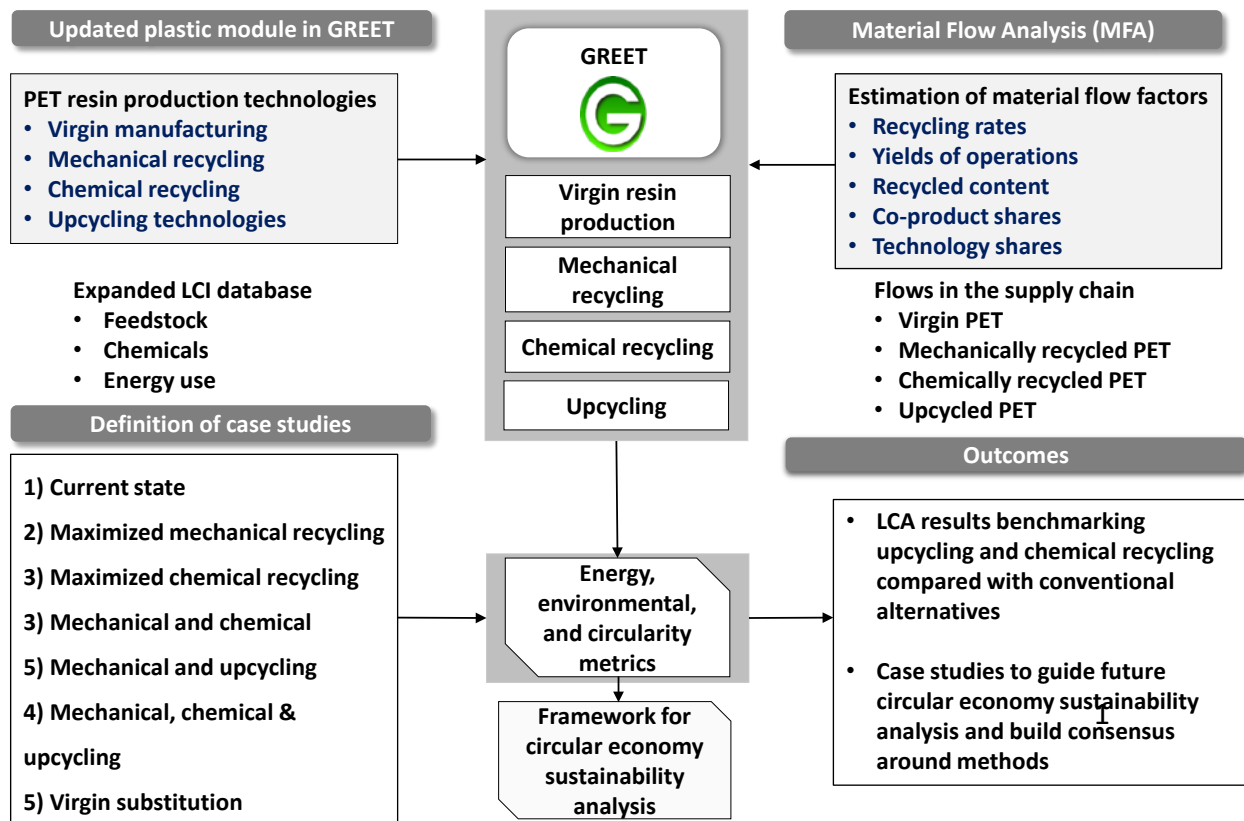 Updated plastic module in GREET
PET resin production technologies
• Virgin manufacturing
• Mechanical recycling
• Chemical recycling
• Upcycling technologies
Expanded LCI database
• Feedstock
• Chemicals
• Energy use
Definition of case studies
1) Current state
2) Maximized mechanical recycling
3) Maximized chemical recycling
3) Mechanical and chemical
5) Mechanical and upcycling
4) Mechanical, chemical &
upcycling
5) Virgin substitution
GREET
G
Virgin resin
production
Mechanical
recycling
Chemical recycling
Upcycling
Energy,
environmental,
and circularity
metrics
Framework for
circular economy
sustainability
analysis
Material Flow Analysis (MFA)
Estimation of material flow factors
• Recycling rates
• Yields of operations
• Recycled content
• Co-product shares
• Technology shares
Flows in the supply chain
• Virgin PET
• Mechanically recycled PET
• Chemically recycled PET
• Upcycled PET
Outcomes
• LCA results benchmarking
upcycling and chemical recycling
compared with conventional
alternatives
• Case studies to guide future
circular economy sustainability
analysis and build consensus
around methods
1